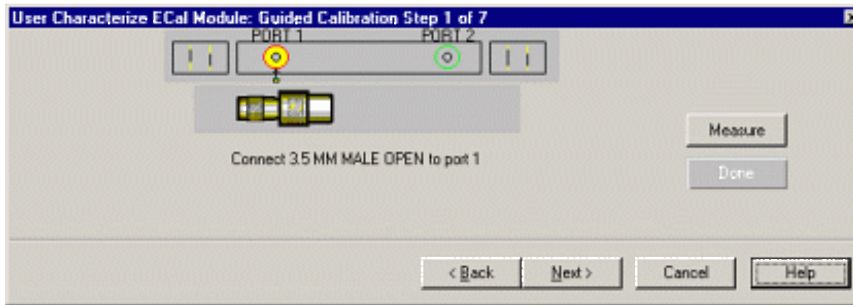 User Characterize ECal Module: Guided Calibration Step 1 of 7
PORT 1 PORT 2
Connect 3.5 MM MALE OPEN to port 1
Measure
Done
< Back Next > Cancel Help